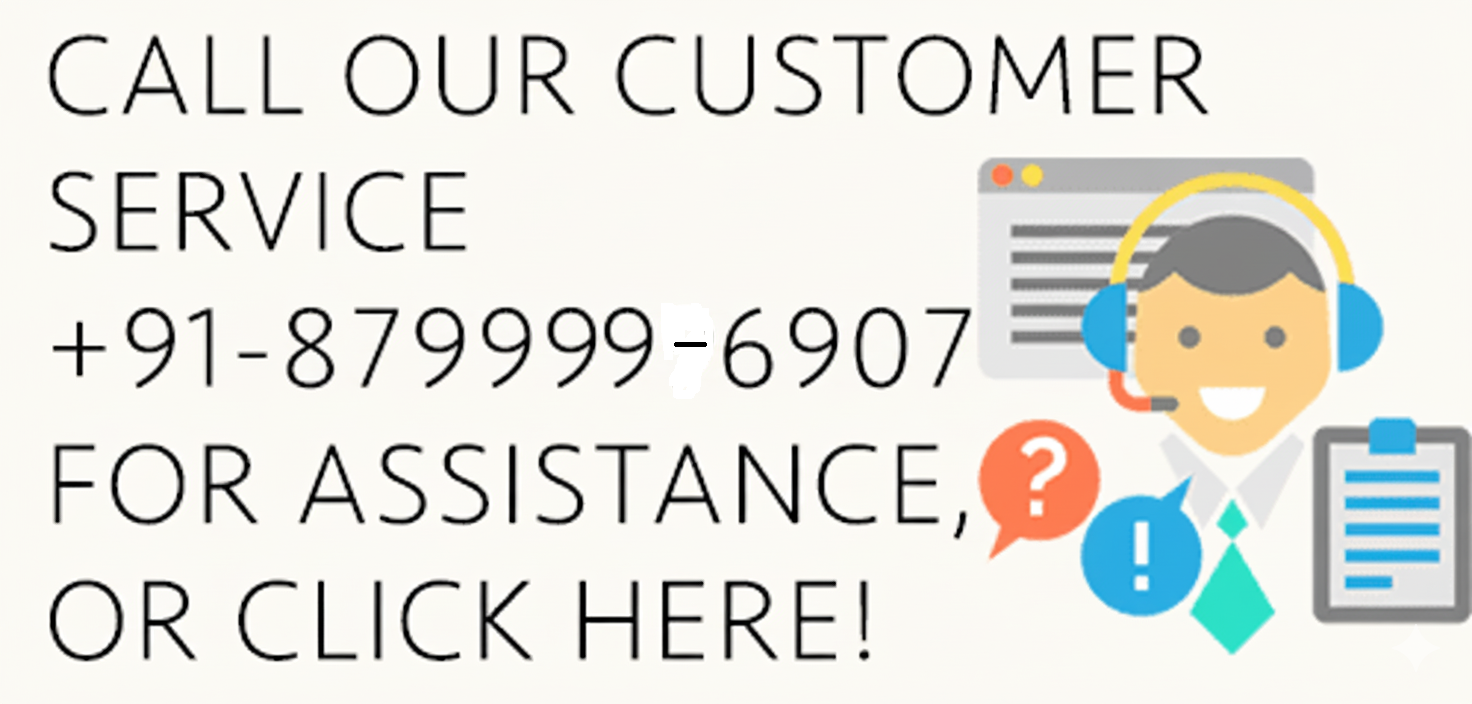 CALL OUR CUSTOMER
SERVICE
+91-879999-6907
FOR ASSISTANCE,
OR CLICK HERE!
?
!